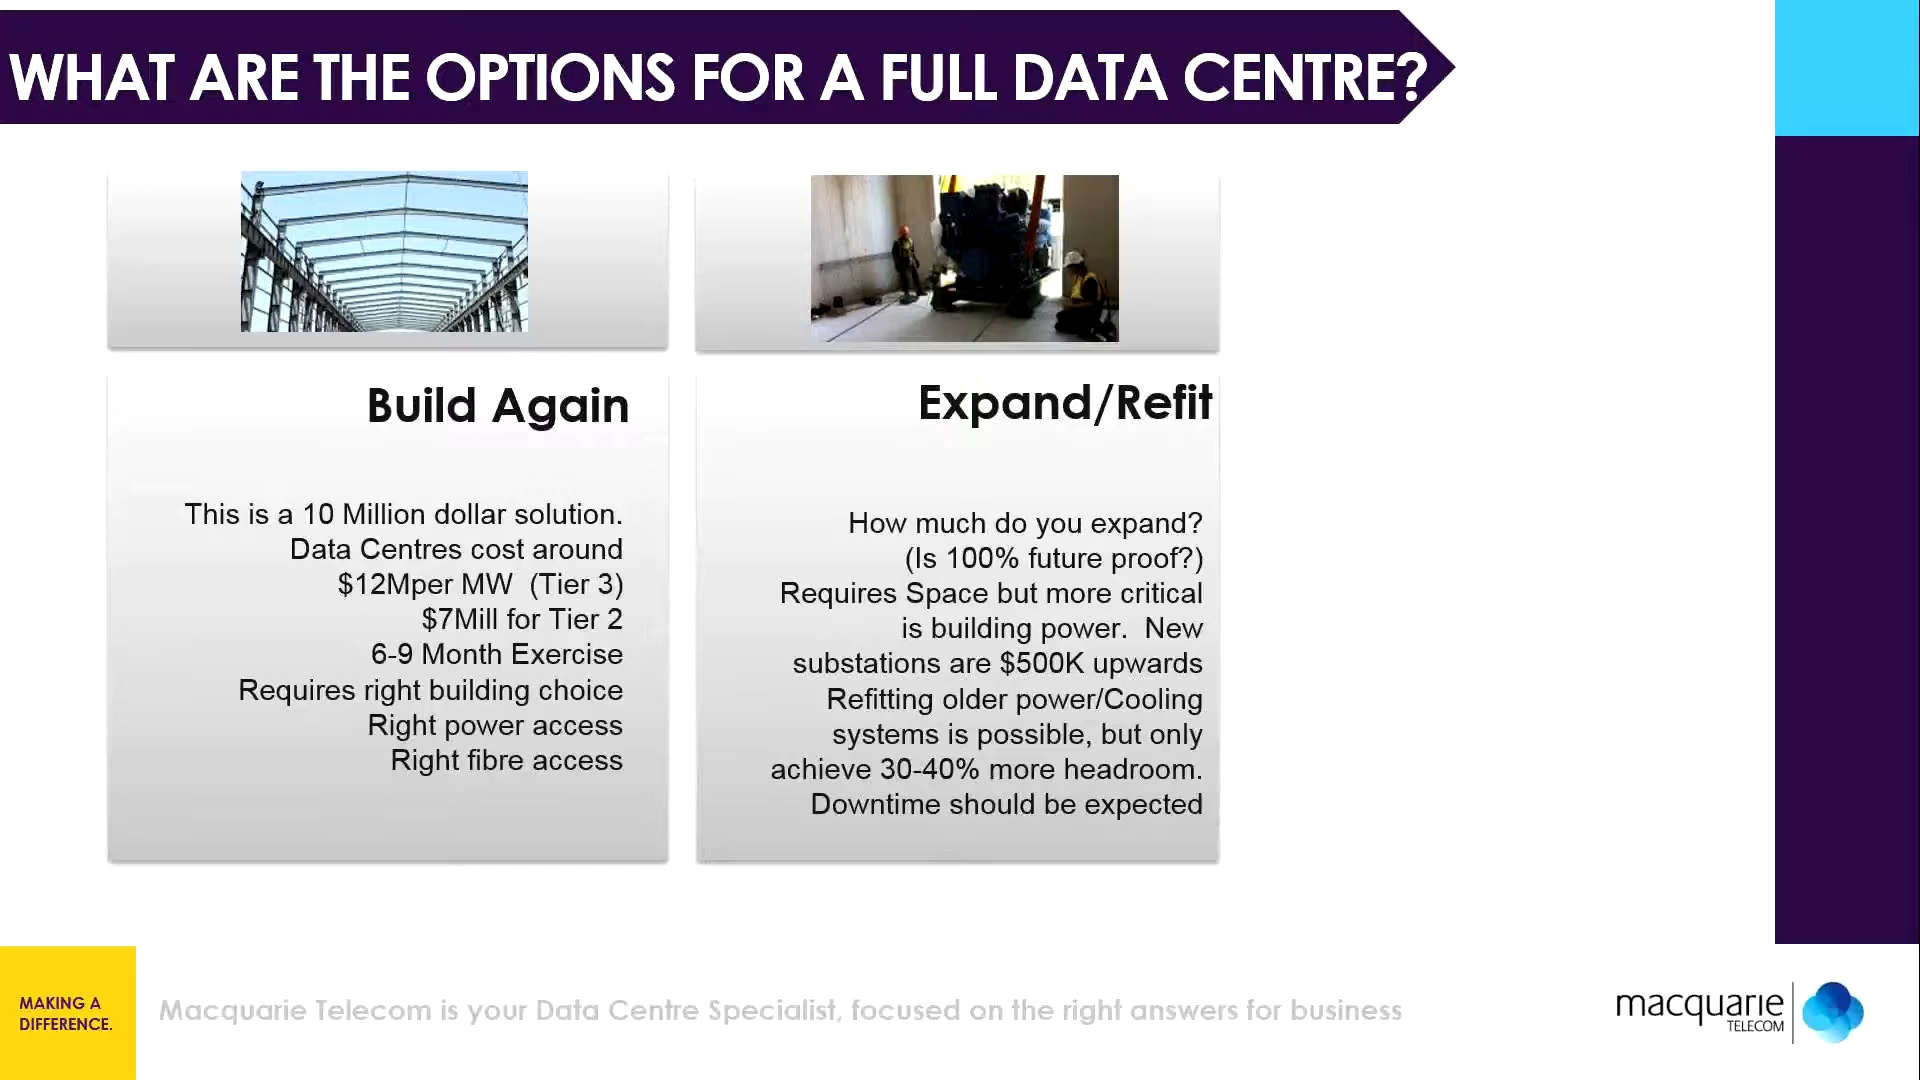 WHAT ARE THE OPTIONS FOR A FULL DATA CENTRE?
Build Again
This is a 10 Million dollar solution.
Data Centres cost around
$12Mper MW  (Tier 3)
$7Mill for Tier 2
6-9 Month Exercise
Requires right building choice
Right power access
Right fibre access
Expand/Refit
How much do you expand?
(Is 100% future proof?)
Requires Space but more critical
is building power.  New
substations are $500K upwards
Refitting older power/Cooling
systems is possible, but only
achieve 30-40% more headroom.
Downtime should be expected
MAKING A
DIFFERENCE.
Macquarie Telecom is your Data Centre Specialist, focused on the right answers for business
macquarie
TELECOM